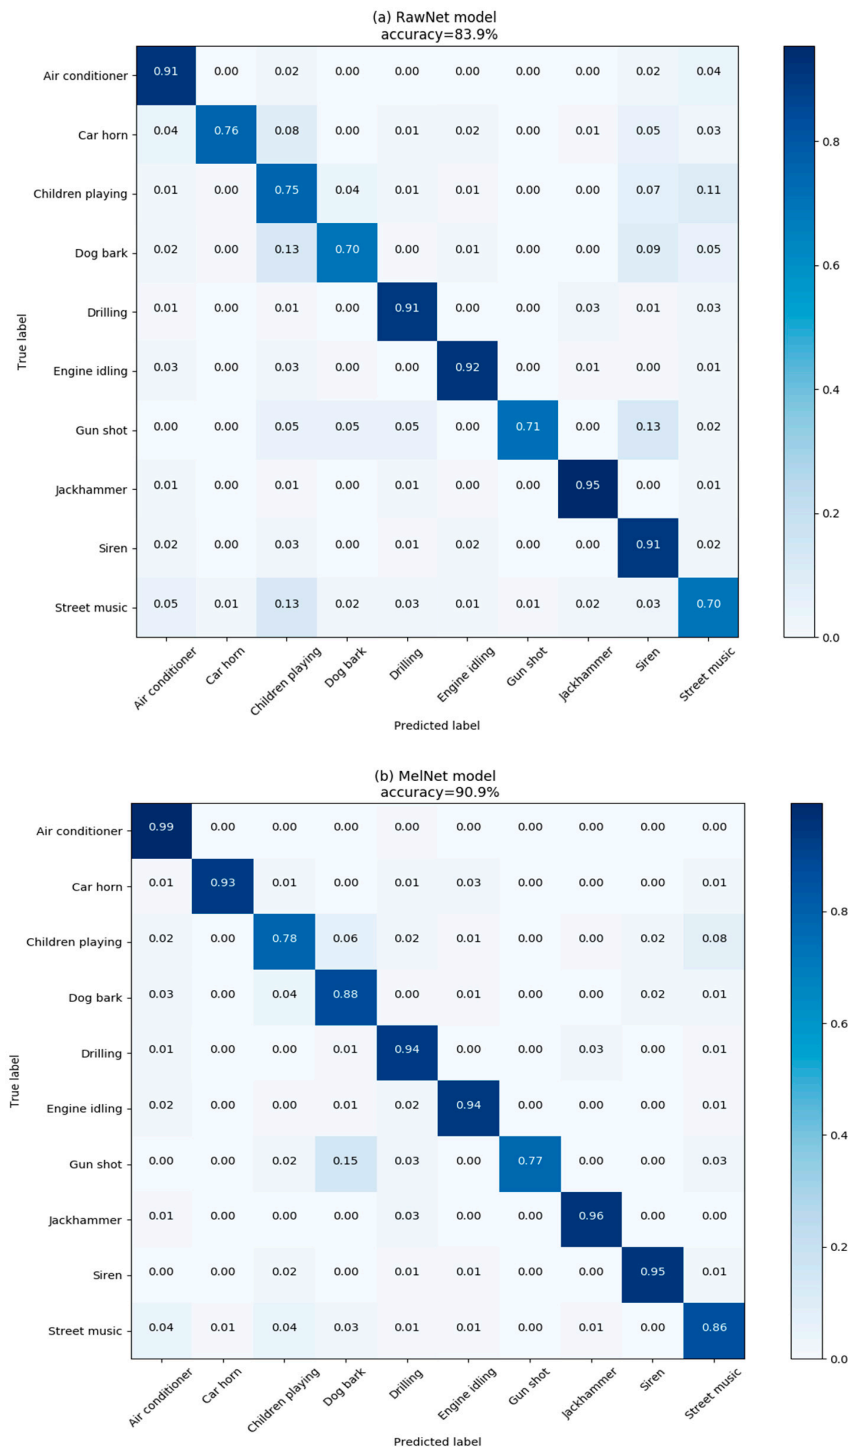 (a) RawNet model
accuracy=83.9%
Air conditioner 0.91 0.00 0.02 0.00 0.00 0.00 0.00 0.00 0.02 0.04
Car horn 0.04 0.76 0.08 0.00 0.01 0.02 0.00 0.01 0.05 0.03
0.8
Children playing 0.01 0.00 0.75 0.04 0.01 0.01 0.00 0.00 0.07 0.11
Dog bark 0.02 0.00 0.13 0.70 0.00 0.01 0.00 0.00 0.09 0.05
0.6
Drilling 0.01 0.00 0.01 0.00 0.91 0.00 0.00 0.03 0.01 0.03
True label
Engine idling 0.03 0.00 0.03 0.00 0.00 0.92 0.00 0.01 0.00 0.01
0.4
Gun shot 0.00 0.00 0.05 0.05 0.05 0.00 0.71 0.00 0.13 0.02
Jackhammer 0.01 0.00 0.01 0.00 0.01 0.00 0.00 0.95 0.00 0.01
0.2
Siren 0.02 0.00 0.03 0.00 0.01 0.02 0.00 0.00 0.91 0.02
Street music 0.05 0.01 0.13 0.02 0.03 0.01 0.01 0.02 0.03 0.70
0.0
Air conditioner Car horn Children playing Dog bark Drilling Engine idling Gun shot Jackhammer Siren Street music
Predicted label
(b) MelNet model
accuracy=90.9%
Air conditioner 0.99 0.00 0.00 0.00 0.00 0.00 0.00 0.00 0.00 0.00
Car horn 0.01 0.93 0.01 0.00 0.01 0.03 0.00 0.00 0.00 0.01
0.8
Children playing 0.02 0.00 0.78 0.06 0.02 0.01 0.00 0.00 0.02 0.08
Dog bark 0.03 0.00 0.04 0.88 0.00 0.01 0.00 0.00 0.02 0.01
0.6
Drilling 0.01 0.00 0.00 0.01 0.94 0.00 0.00 0.03 0.00 0.01
True label
Engine idling 0.02 0.00 0.00 0.01 0.02 0.94 0.00 0.00 0.00 0.01
0.4
Gun shot 0.00 0.00 0.02 0.15 0.03 0.00 0.77 0.00 0.00 0.03
Jackhammer 0.01 0.00 0.00 0.00 0.03 0.00 0.00 0.96 0.00 0.00
0.2
Siren 0.00 0.00 0.02 0.00 0.01 0.01 0.00 0.00 0.95 0.01
Street music 0.04 0.01 0.04 0.03 0.01 0.01 0.00 0.01 0.00 0.86
0.0
Air conditioner Car horn Children playing Dog bark Drilling Engine idling Gun shot Jackhammer Siren Street music
Predicted label